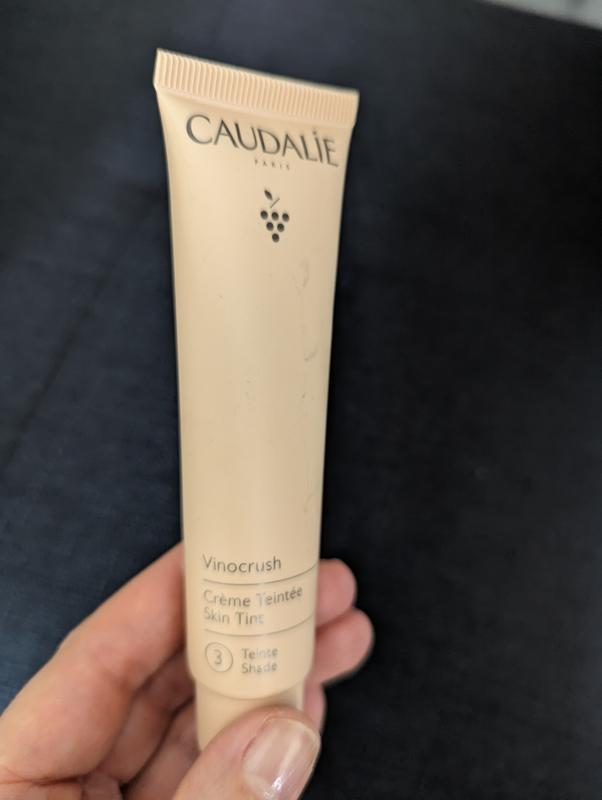 CAUDALIE
PARIS
Vinocrush
Crème Teintée
Skin Tint
3 Teinte
Shade